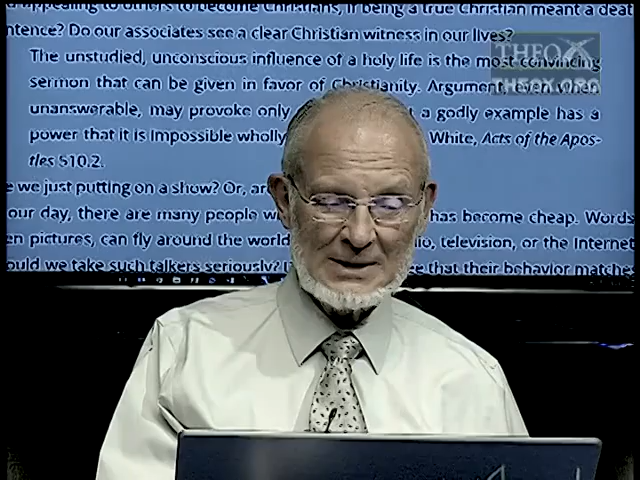 appealing to others to become Christians, if being a true Christian meant a deat
ntence? Do our associates see a clear Christian witness in our lives?
The unstudied, unconscious influence of a holy life is the most convincing
sermon that can be given in favor of Christianity. Argument, even when
unanswerable, may provoke only a godly example has a
power that it is impossible wholly White, Acts of the Apos-
tles 510.2.
e we just putting on a show? Or, ar
our day, there are many people w has become cheap. Words
en pictures, can fly around the world io, television, or the Internet
ould we take such talkers seriously? that their behavior matches
THEOX
THEOX.ORG